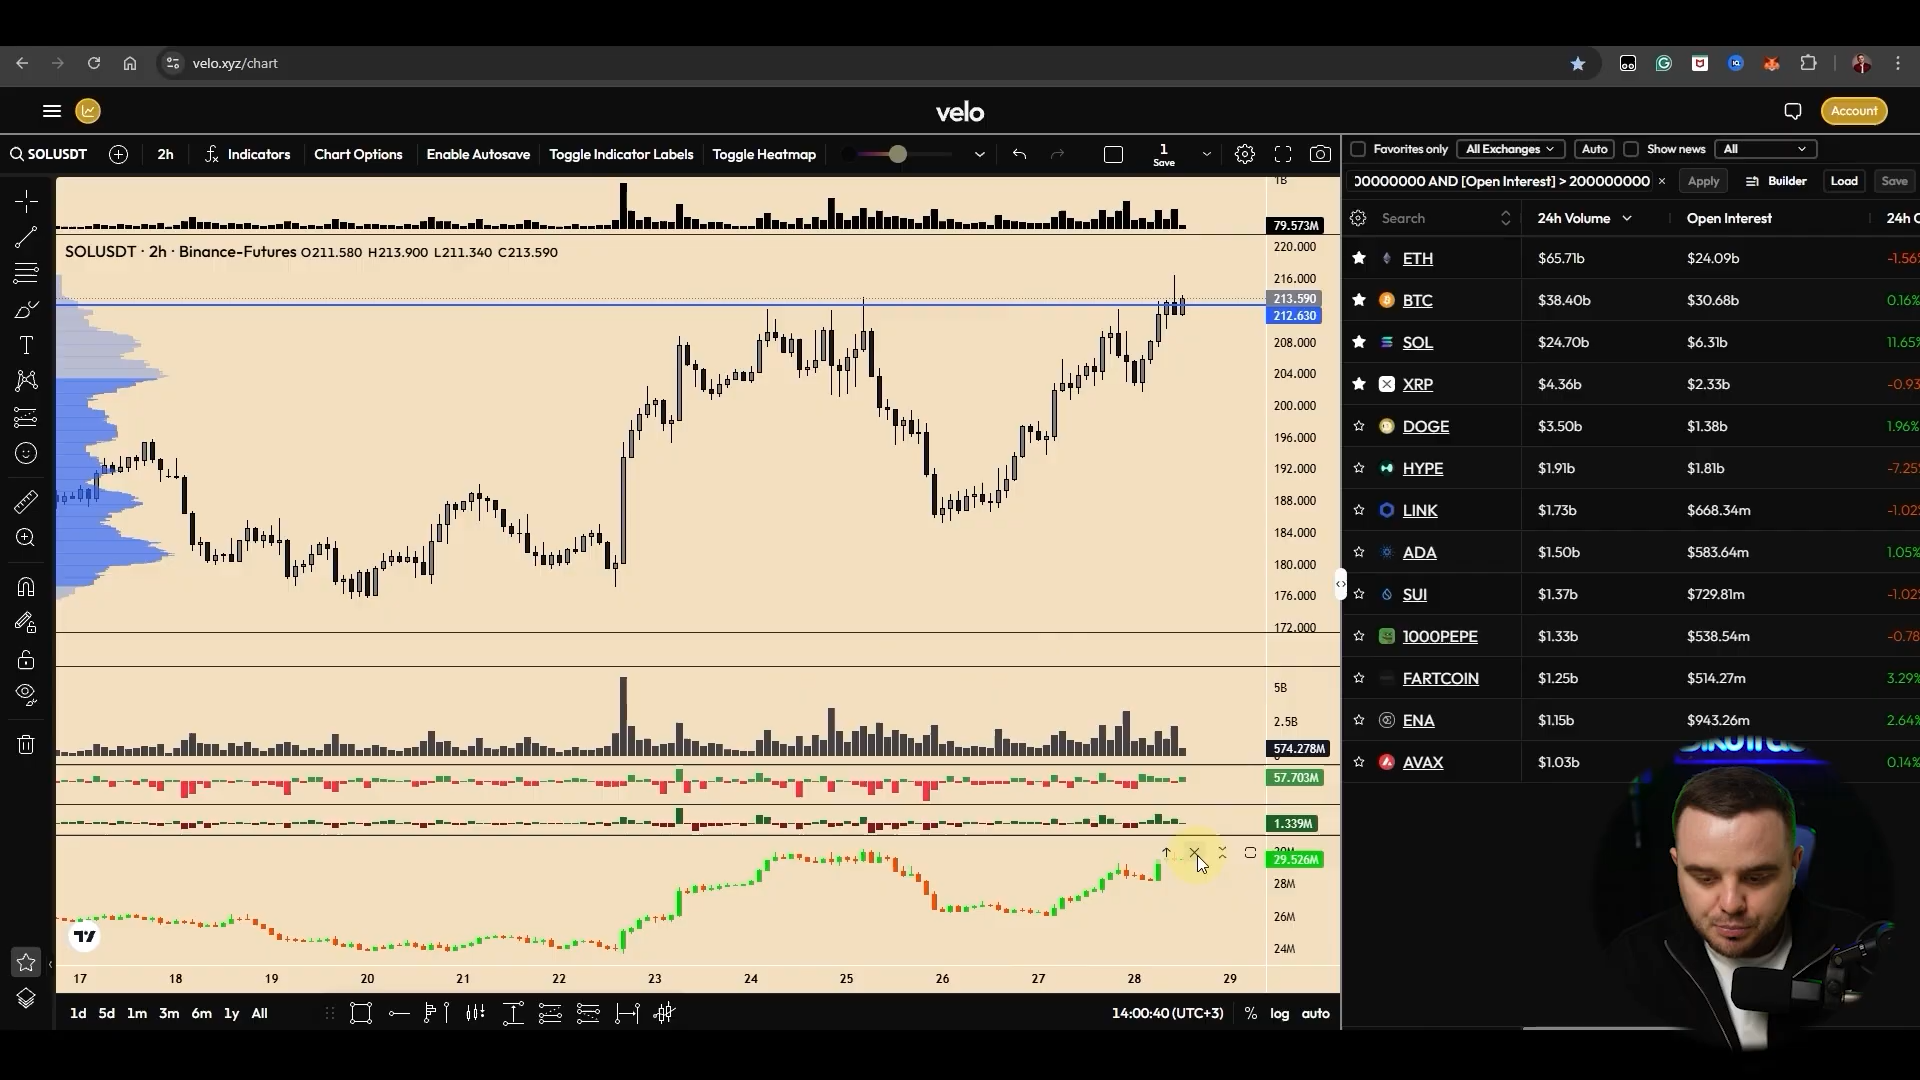 velo.xyz/chart
velo
Account
SOLUSDT 2h Indicators Chart Options Enable Autosave Toggle Indicator Labels Toggle Heatmap 1 Save
Favorites only All Exchanges Auto Show news All
00000000 AND [Open Interest] > 200000000 × Apply Builder Load Save
Search 24h Volume Open Interest 24h C
ETH $65.71b $24.09b -1.56
BTC $38.40b $30.68b 0.16%
SOL $24.70b $6.31b 11.65%
XRP $4.36b $2.33b -0.93
DOGE $3.50b $1.38b 1.96%
HYPE $1.91b $1.81b -7.25
LINK $1.73b $668.34m -1.02
ADA $1.50b $583.64m 1.05%
SUI $1.37b $729.81m -1.02
1000PEPE $1.33b $538.54m -0.78
FARTCOIN $1.25b $514.27m 3.29%
ENA $1.15b $943.26m 2.64%
AVAX $1.03b 0.14%
1B
79.573M
SOLUSDT · 2h · Binance-Futures O211.580 H213.900 L211.340 C213.590
220.000
216.000
213.590
212.630
208.000
204.000
200.000
196.000
192.000
188.000
184.000
180.000
176.000
172.000
5B
2.5B
574.278M
57.703M
1.339M
29.526M
28M
26M
24M
17 18 19 20 21 22 23 24 25 26 27 28 29
1d 5d 1m 3m 6m 1y All
14:00:40 (UTC+3) % log auto